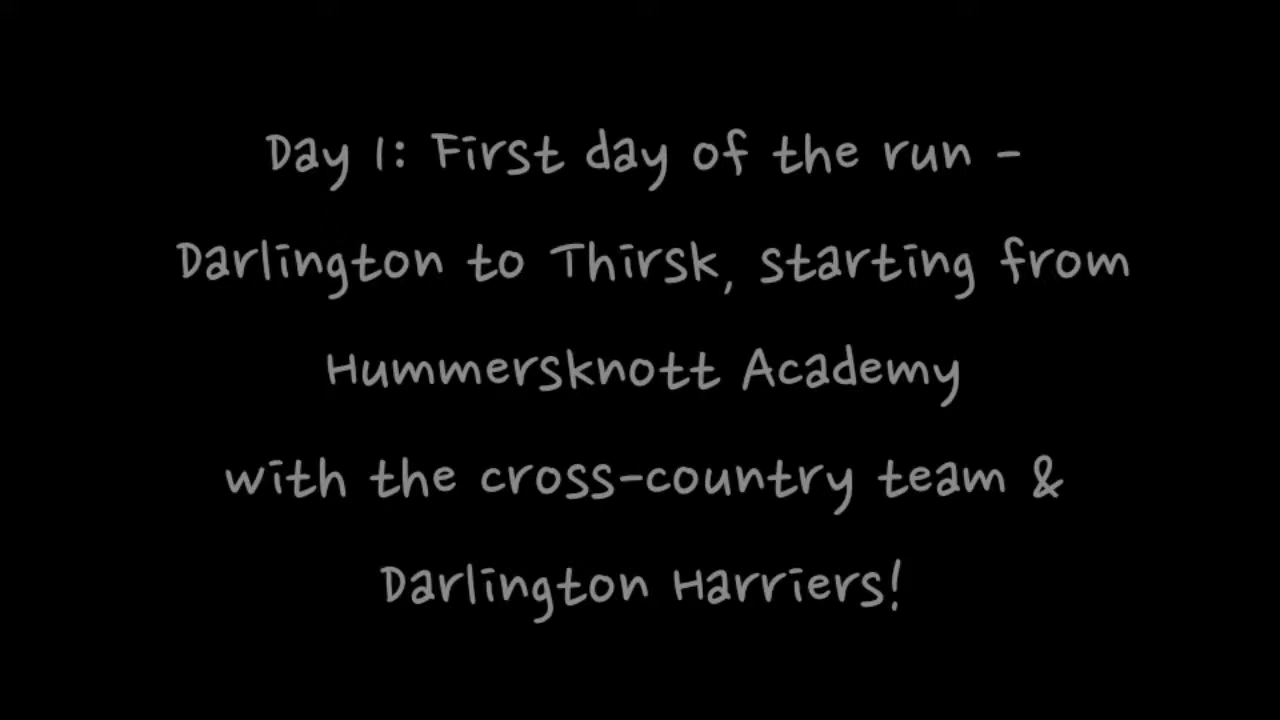 Day 1: First day of the run -
Darlington to Thirsk, starting from
Hummersknott Academy
with the cross-country team &
Darlington Harriers!